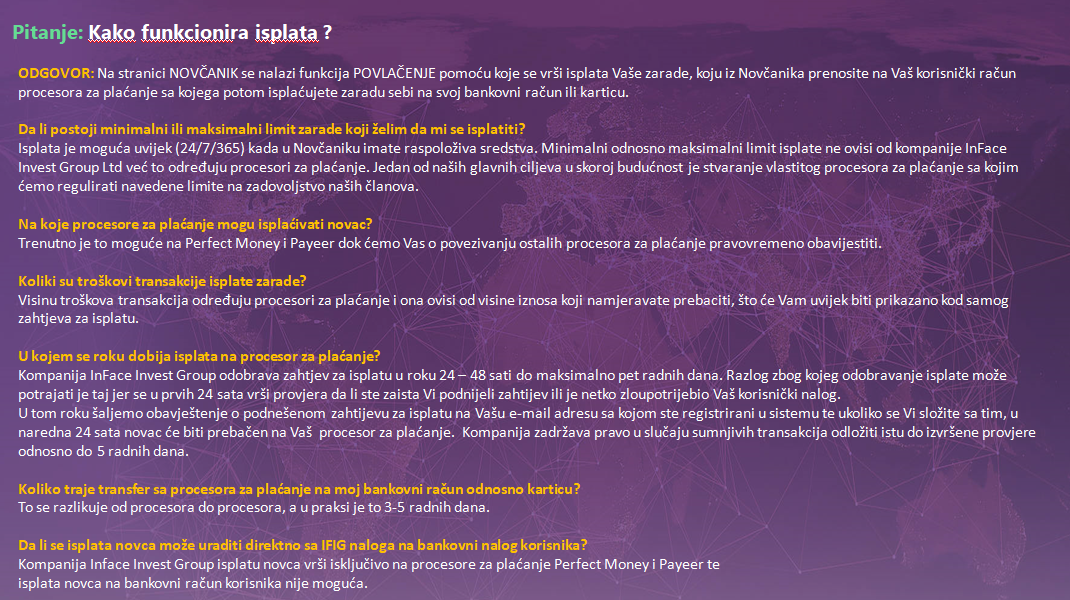 Pitanje: Kako funkcionira isplata ?
ODGOVOR: Na stranici NOVČANIK se nalazi funkcija POVLAČENJE pomoću koje se vrši isplata Vaše zarade, koju iz Novčanika prenosite na Vaš korisnički račun
procesora za plaćanje sa kojega potom isplaćujete zaradu sebi na svoj bankovni račun ili karticu.
Da li postoji minimalni ili maksimalni limit zarade koji želim da mi se isplatiti?
Isplata je moguća uvijek (24/7/365) kada u Novčaniku imate raspoloživa sredstva. Minimalni odnosno maksimalni limit isplate ne ovisi od kompanije InFace
Invest Group Ltd već to određuju procesori za plaćanje. Jedan od naših glavnih ciljeva u skoroj budućnost je stvaranje vlastitog procesora za plaćanje sa kojim
ćemo regulirati navedene limite na zadovoljstvo naših članova.
Na koje procesore za plaćanje mogu isplaćivati novac?
Trenutno je to moguće na Perfect Money i Payeer dok ćemo Vas o povezivanju ostalih procesora za plaćanje pravovremeno obavijestiti.
Koliki su troškovi transakcije isplate zarade?
Visinu troškova transakcija određuju procesori za plaćanje i ona ovisi od visine iznosa koji namjeravate prebaciti, što će Vam uvijek biti prikazano kod samog
zahtjeva za isplatu.
U kojem se roku dobija isplata na procesor za plaćanje?
Kompanija InFace Invest Group odobrava zahtjev za isplatu u roku 24 – 48 sati do maksimalno pet radnih dana. Razlog zbog kojeg odobravanje isplate može
potrajati je taj jer se u prvih 24 sata vrši provjera da li ste zaista Vi podnijeli zahtijev ili je netko zloupotrijebio Vaš korisnički nalog.
U tom roku šaljemo obavještenje o podnešenom zahtijevu za isplatu na Vašu e-mail adresu sa kojom ste registrirani u sistemu te ukoliko se Vi složite sa tim, u
naredna 24 sata novac će biti prebačen na Vaš procesor za plaćanje. Kompanija zadržava pravo u slučaju sumnjivih transakcija odložiti istu do izvršene provjere
odnosno do 5 radnih dana.
Koliko traje transfer sa procesora za plaćanje na moj bankovni račun odnosno karticu?
To se razlikuje od procesora do procesora, a u praksi je to 3-5 radnih dana.
Da li se isplata novca može uraditi direktno sa IFIG naloga na bankovni nalog korisnika?
Kompanija Inface Invest Group isplatu novca vrši isključivo na procesore za plaćanje Perfect Money i Payeer te
isplata novca na bankovni račun korisnika nije moguća.